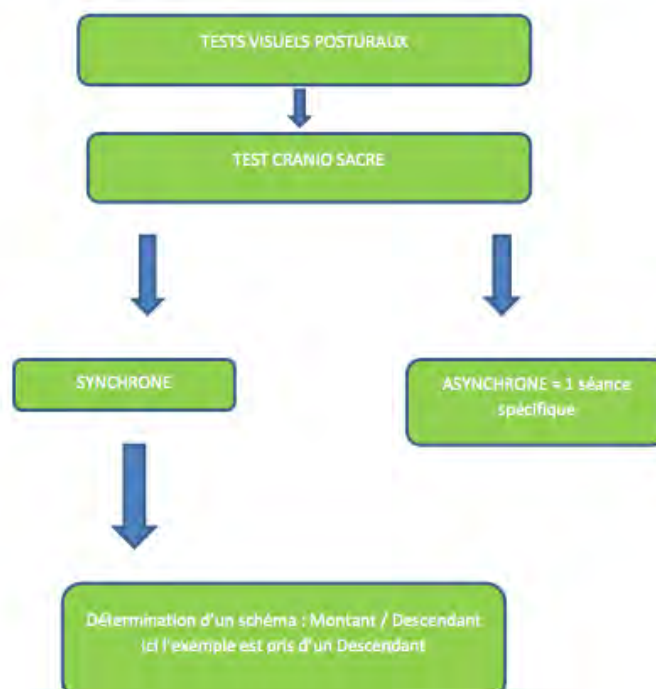 TESTS VISUELS POSTURAUX
TEST CRANIO SACRE
SYNCHRONE
ASYNCHRONE = 1 séance
spécifique
Détermination d'un schéma : Montant / Descendant
ici l'exemple est pris d'un Descendant